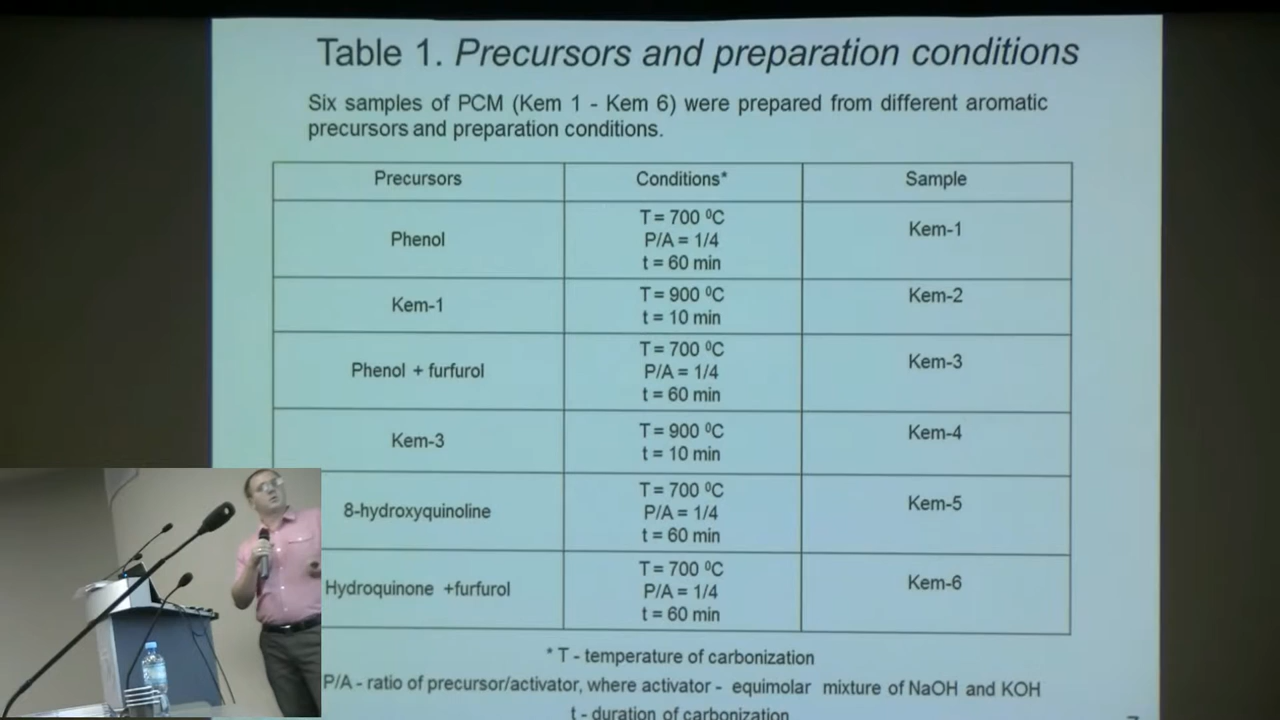 Table 1. Precursors and preparation conditions
Six samples of PCM (Kem 1 - Kem 6) were prepared from different aromatic
precursors and preparation conditions.
Precursors
Conditions*
Sample
Phenol
T = 700 ⁰C
P/A = 1/4
t = 60 min
Kem-1
Kem-1
T = 900 ⁰C
t = 10 min
Kem-2
Phenol + furfurol
T = 700 ⁰C
P/A = 1/4
t = 60 min
Kem-3
Kem-3
T = 900 ⁰C
t = 10 min
Kem-4
8-hydroxyquinoline
T = 700 ⁰C
P/A = 1/4
t = 60 min
Kem-5
Hydroquinone +furfurol
T = 700 ⁰C
P/A = 1/4
t = 60 min
Kem-6
* T - temperature of carbonization
P/A - ratio of precursor/activator, where activator - equimolar mixture of NaOH and KOH
t - duration of carbonization